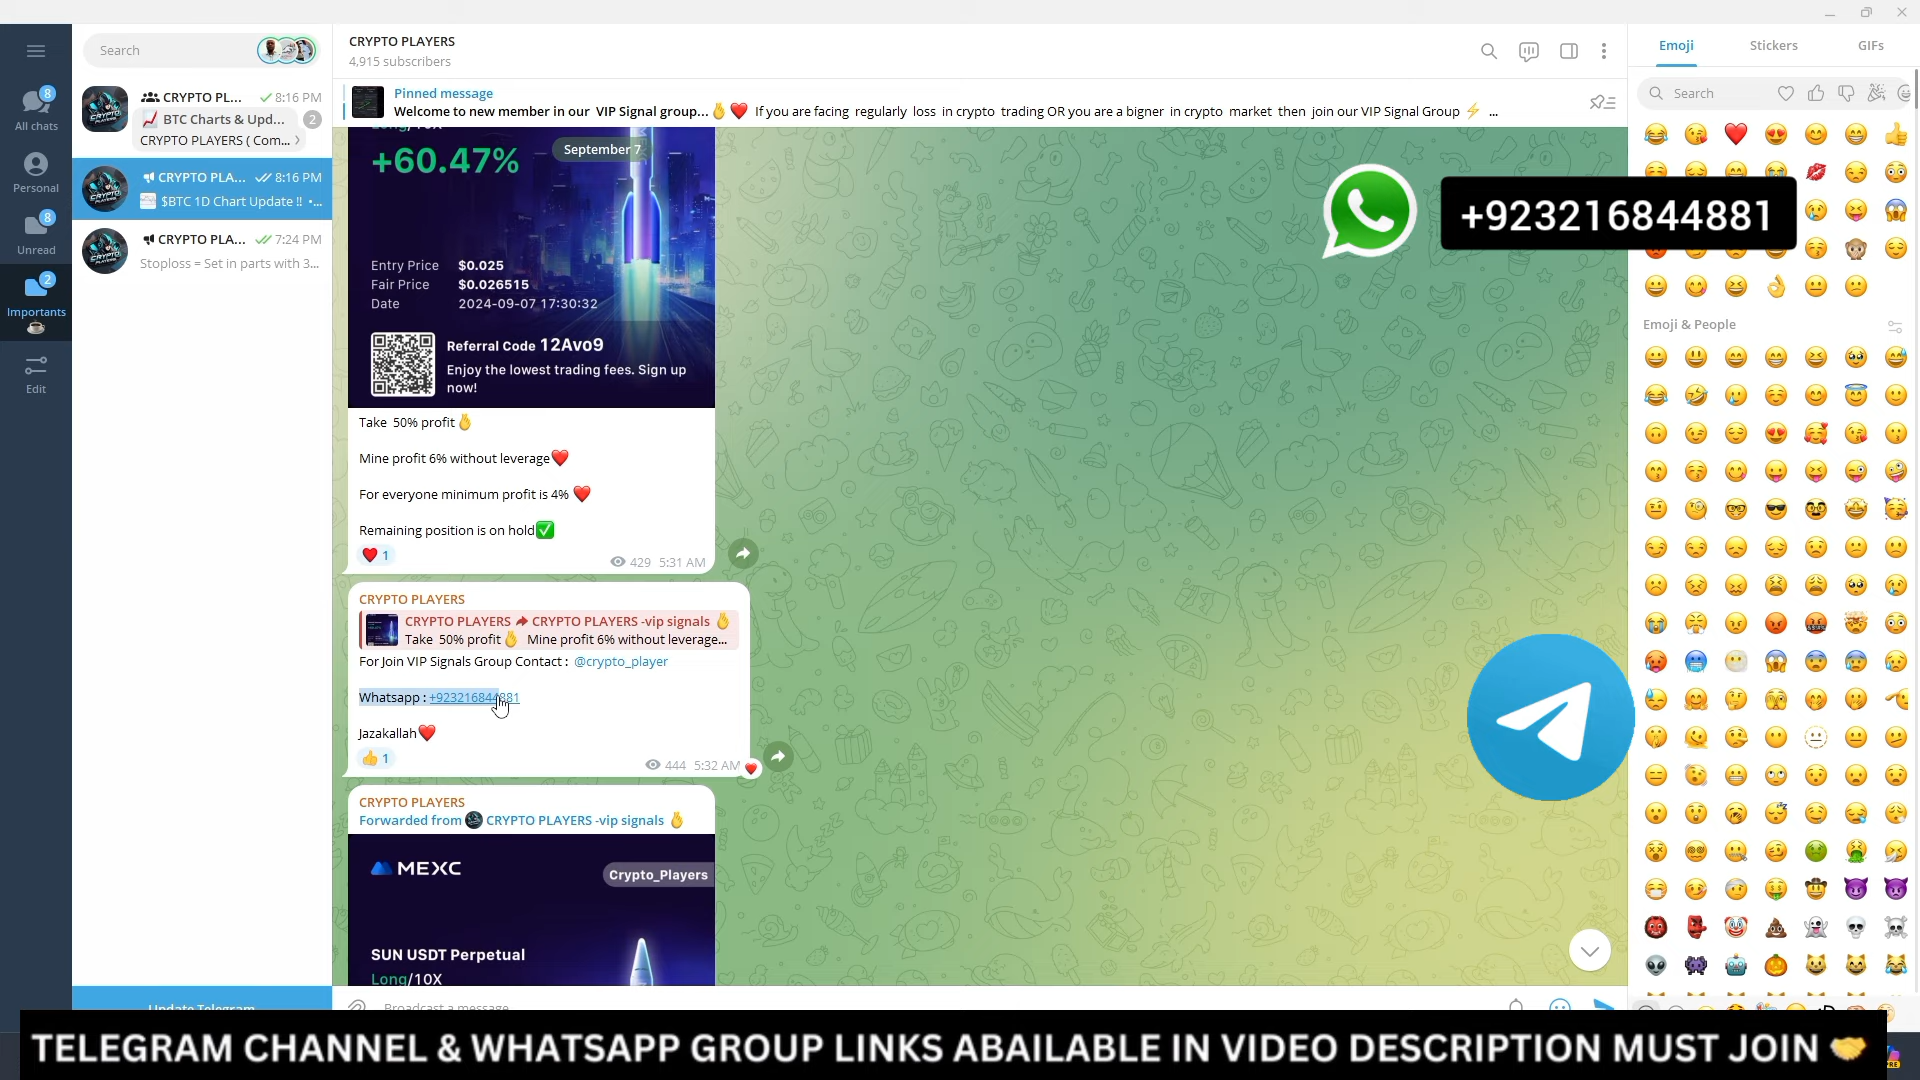 Search
CRYPTO PL... 8:16 PM
BTC Charts & Upd... 2
CRYPTO PLAYERS ( Com...
CRYPTO PLA... 8:16 PM
$BTC 1D Chart Update !! •...
CRYPTO PLA... 7:24 PM
Stoploss = Set in parts with 3...
8
All chats
Personal
8
Unread
2
Importants
Edit
CRYPTO PLAYERS
4,915 subscribers
Pinned message
Welcome to new member in our VIP Signal group...🤞❤️ If you are facing regularly loss in crypto trading OR you are a bigner in crypto market then join our VIP Signal Group ⚡ ...
September 7
+60.47%
Entry Price $0.025
Fair Price $0.026515
Date 2024-09-07 17:30:32
Referral Code 12Avo9
Enjoy the lowest trading fees. Sign up
now!
Take 50% profit🤞
Mine profit 6% without leverage❤️
For everyone minimum profit is 4% ❤️
Remaining position is on hold✅
❤️ 1
429 5:31 AM
CRYPTO PLAYERS
CRYPTO PLAYERS ➦ CRYPTO PLAYERS -vip signals 🤞
Take 50% profit🤞 Mine profit 6% without leverage...
For Join VIP Signals Group Contact : @crypto_player
Whatsapp : +923216844881
Jazakallah❤️
👍 1
444 5:32 AM
CRYPTO PLAYERS
Forwarded from CRYPTO PLAYERS -vip signals 🤞
MEXC
Crypto_Players
SUN USDT Perpetual
Long/10X
Broadcast a message...
Update Telegram
+923216844881
Emoji Stickers GIFs
Search
Emoji & People
TELEGRAM CHANNEL & WHATSAPP GROUP LINKS ABAILABLE IN VIDEO DESCRIPTION MUST JOIN 🤝